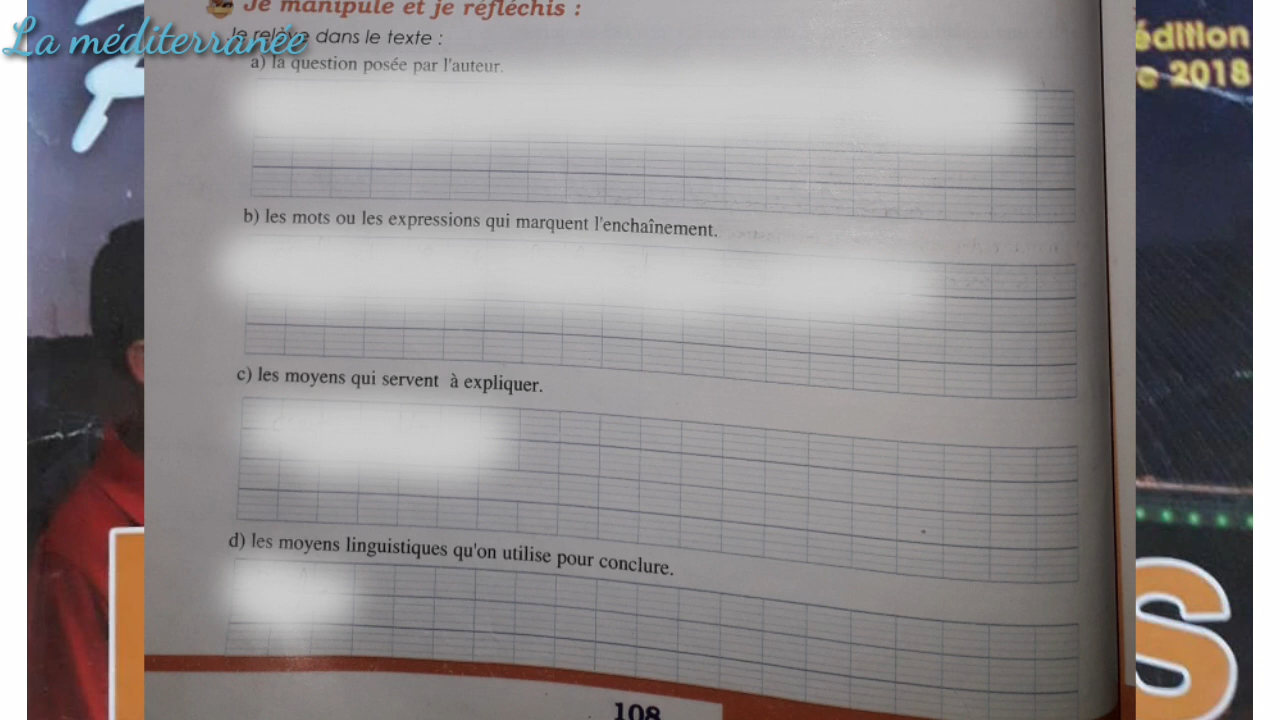 La méditerranée
Je manipule et je réfléchis :
Je relève dans le texte :
a) la question posée par l'auteur.
b) les mots ou les expressions qui marquent l'enchaînement.
c) les moyens qui servent à expliquer.
d) les moyens linguistiques qu'on utilise pour conclure.
108
édition
2018
S